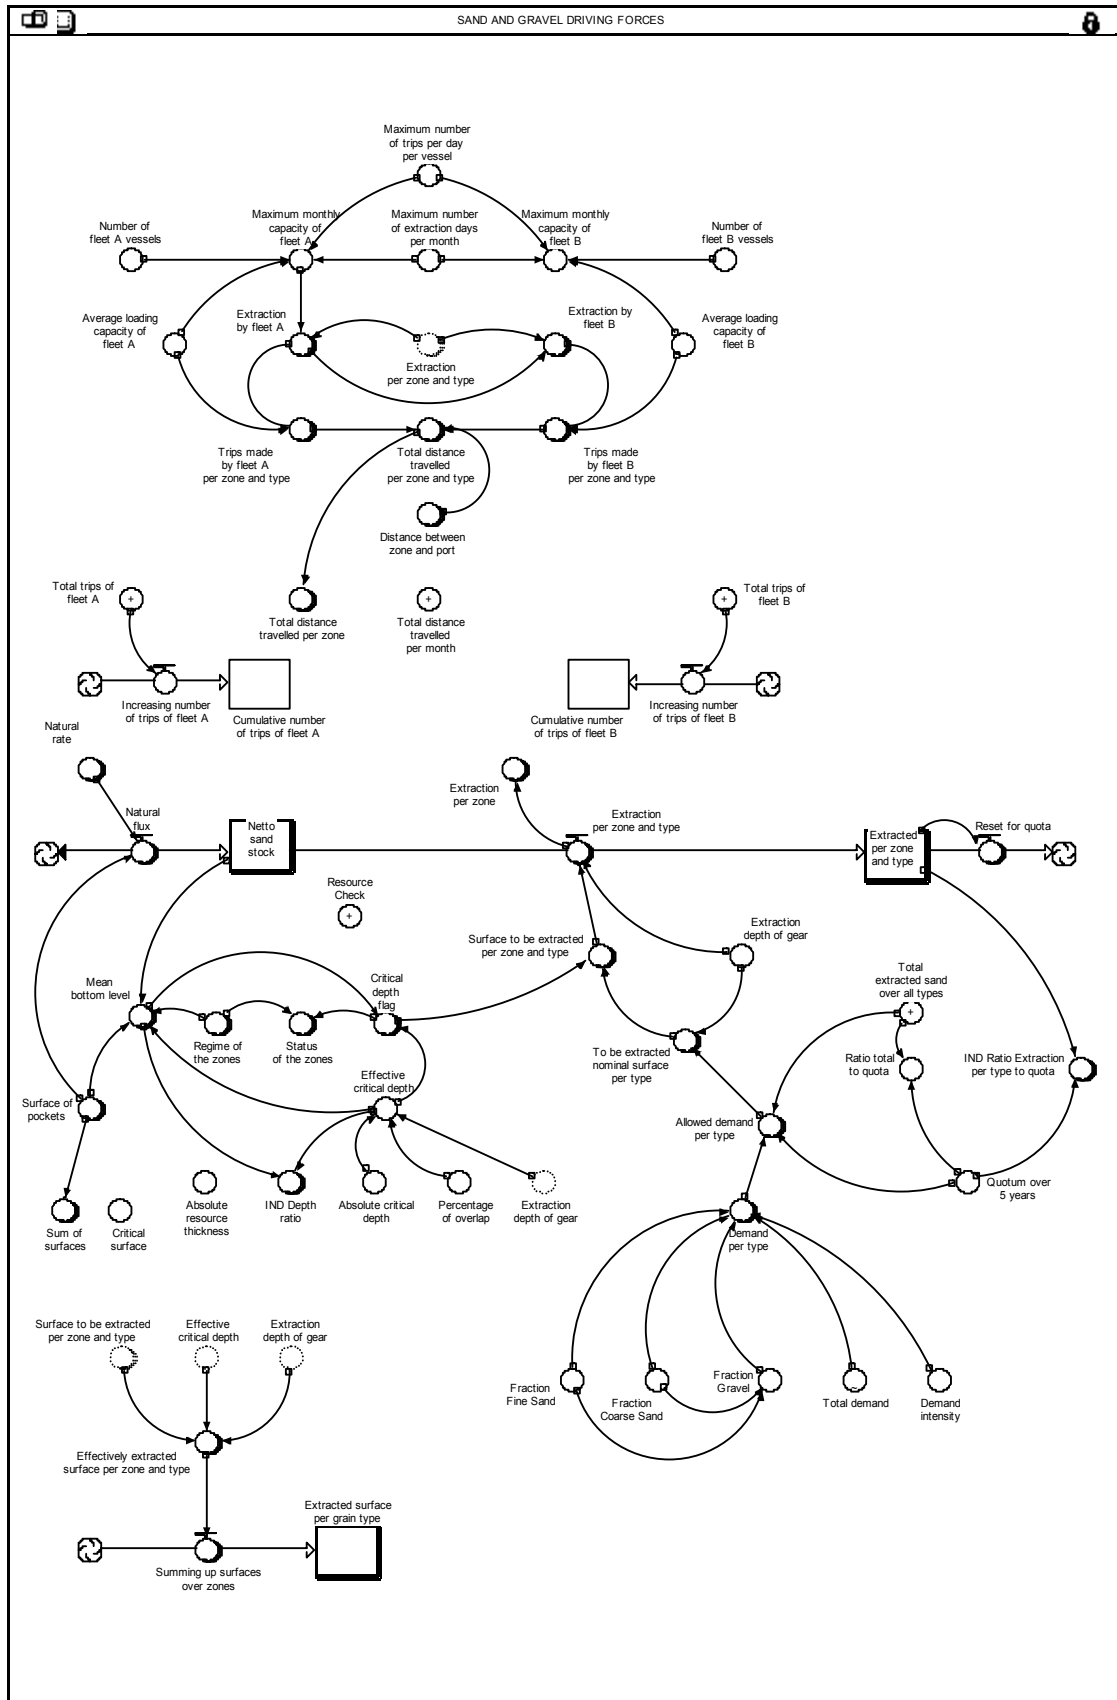 SAND AND GRAVEL DRIVING FORCES
Maximum number
of trips per day
per vessel
Number of
fleet A vessels
Maximum monthly
capacity of
fleet A
Maximum number
of extraction days
per month
Maximum monthly
capacity of
fleet B
Number of
fleet B vessels
Average loading
capacity of
fleet A
Extraction
by fleet A
Extraction
per zone and type
Extraction by
fleet B
Average loading
capacity of
fleet B
Trips made
by fleet A
per zone and type
Total distance
travelled
per zone and type
Trips made
by fleet B
per zone and type
Distance between
zone and port
Total trips of
fleet A
Total distance
travelled per zone
Total distance
travelled
per month
Total trips of
fleet B
Increasing number
of trips of fleet A
Cumulative number
of trips of fleet A
Cumulative number
of trips of fleet B
Increasing number
of trips of fleet B
Natural
rate
Extraction
per zone
Natural
flux
Netto
sand
stock
Extraction
per zone and type
Extracted
per zone
and type
Reset for quota
Resource
Check
Surface to be extracted
per zone and type
Extraction
depth of gear
Mean
bottom level
Critical
depth
flag
Total
extracted sand
over all types
Regime of
the zones
Status
of the zones
To be extracted
nominal surface
per type
Ratio total
to quota
IND Ratio Extraction
per type to quota
Effective
critical depth
Surface of
pockets
Allowed demand
per type
Quotum over
5 years
Sum of
surfaces
Critical
surface
Absolute
resource
thickness
IND Depth
ratio
Absolute critical
depth
Percentage
of overlap
Extraction
depth of gear
Demand
per type
Surface to be extracted
per zone and type
Effective
critical depth
Extraction
depth of gear
Fraction
Fine Sand
Fraction
Coarse Sand
Fraction
Gravel
Total demand
Demand
intensity
Effectively extracted
surface per zone and type
Extracted surface
per grain type
Summing up surfaces
over zones